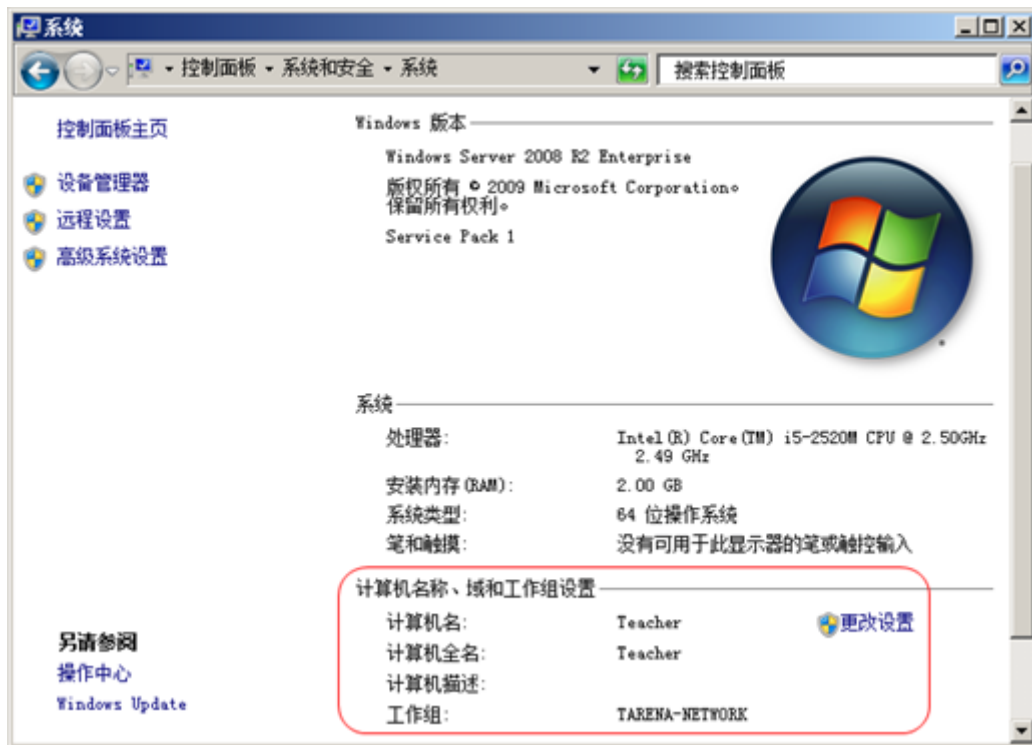 系统
控制面板 系统和安全 系统 搜索控制面板
控制面板主页
设备管理器
远程设置
高级系统设置
另请参阅
操作中心
Windows Update
Windows 版本
Windows Server 2008 R2 Enterprise
版权所有 © 2009 Microsoft Corporation。
保留所有权利。
Service Pack 1
系统
处理器: Intel(R) Core(TM) i5-2520M CPU @ 2.50GHz
2.49 GHz
安装内存(RAM): 2.00 GB
系统类型: 64 位操作系统
笔和触摸: 没有可用于此显示器的笔或触控输入
计算机名称、域和工作组设置
计算机名: Teacher 更改设置
计算机全名: Teacher
计算机描述:
工作组: TARENA-NETWORK